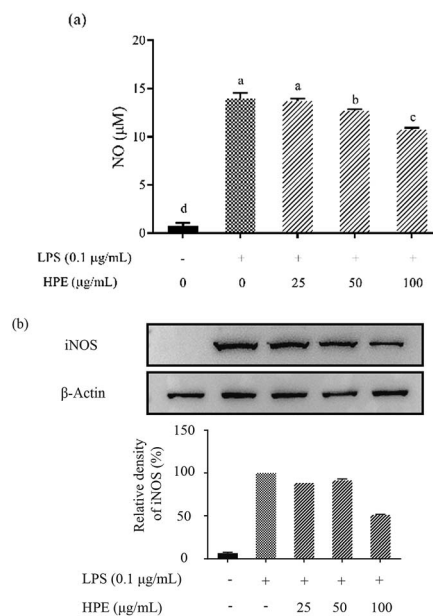 (a)
NO (μM)
20
15
10
5
0
d
a
a
b
c
LPS (0.1 μg/mL) - + + + +
HPE (μg/mL) 0 0 25 50 100
(b)
iNOS
β-Actin
Relative density
of iNOS (%)
150
100
50
0
LPS (0.1 μg/mL) - + + + +
HPE (μg/mL) - - 25 50 100